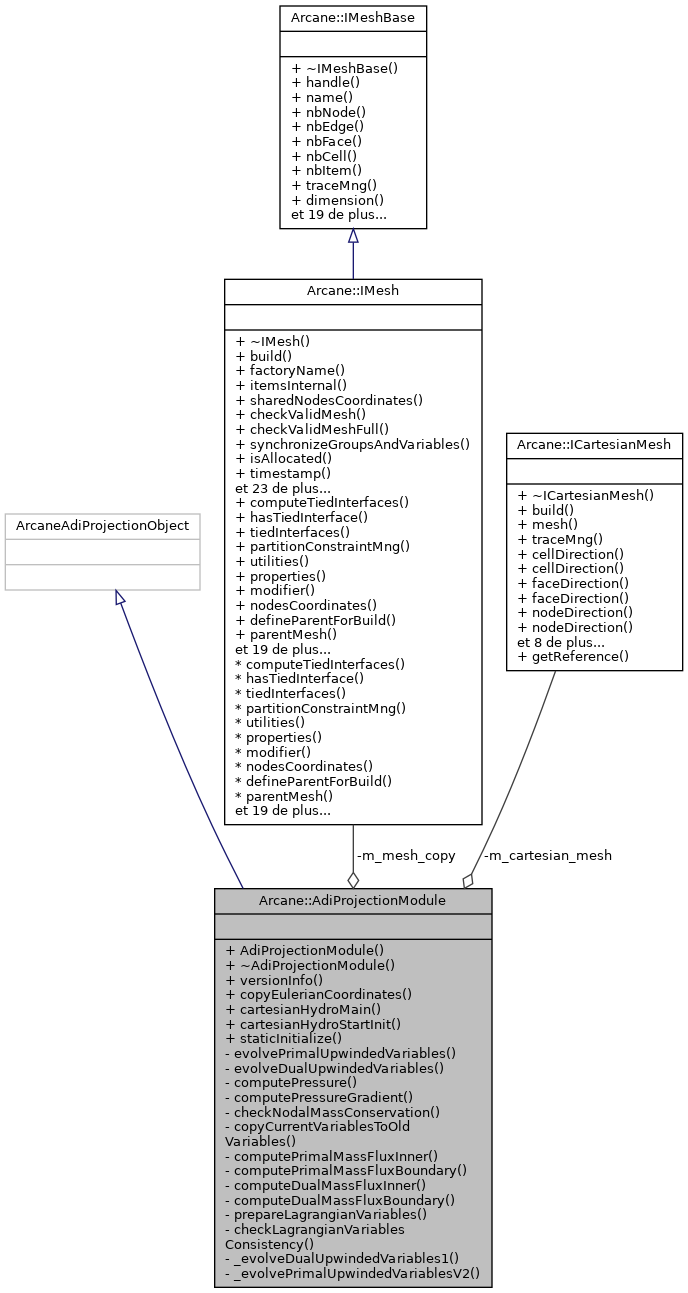 Arcane::IMeshBase
+ ~IMeshBase()
+ handle()
+ name()
+ nbNode()
+ nbEdge()
+ nbFace()
+ nbCell()
+ nbItem()
+ traceMng()
+ dimension()
et 19 de plus...
Arcane::IMesh
+ ~IMesh()
+ build()
+ factoryName()
+ itemsInternal()
+ sharedNodesCoordinates()
+ checkValidMesh()
+ checkValidMeshFull()
+ synchronizeGroupsAndVariables()
+ isAllocated()
+ timestamp()
et 23 de plus...
+ computeTiedInterfaces()
+ hasTiedInterface()
+ tiedInterfaces()
+ partitionConstraintMng()
+ utilities()
+ properties()
+ modifier()
+ nodesCoordinates()
+ defineParentForBuild()
+ parentMesh()
et 19 de plus...
* computeTiedInterfaces()
* hasTiedInterface()
* tiedInterfaces()
* partitionConstraintMng()
* utilities()
* properties()
* modifier()
* nodesCoordinates()
* defineParentForBuild()
* parentMesh()
et 19 de plus...
Arcane::ICartesianMesh
+ ~ICartesianMesh()
+ build()
+ mesh()
+ traceMng()
+ cellDirection()
+ cellDirection()
+ faceDirection()
+ faceDirection()
+ nodeDirection()
+ nodeDirection()
et 8 de plus...
+ getReference()
ArcaneAdiProjectionObject
-m_mesh_copy
-m_cartesian_mesh
Arcane::AdiProjectionModule
+ AdiProjectionModule()
+ ~AdiProjectionModule()
+ versionInfo()
+ copyEulerianCoordinates()
+ cartesianHydroMain()
+ cartesianHydroStartInit()
+ staticInitialize()
- evolvePrimalUpwindedVariables()
- evolveDualUpwindedVariables()
- computePressure()
- computePressureGradient()
- checkNodalMassConservation()
- copyCurrentVariablesToOld
Variables()
- computePrimalMassFluxInner()
- computePrimalMassFluxBoundary()
- computeDualMassFluxInner()
- computeDualMassFluxBoundary()
- prepareLagrangianVariables()
- checkLagrangianVariables
Consistency()
- _evolveDualUpwindedVariables1()
- _evolvePrimalUpwindedVariablesV2()